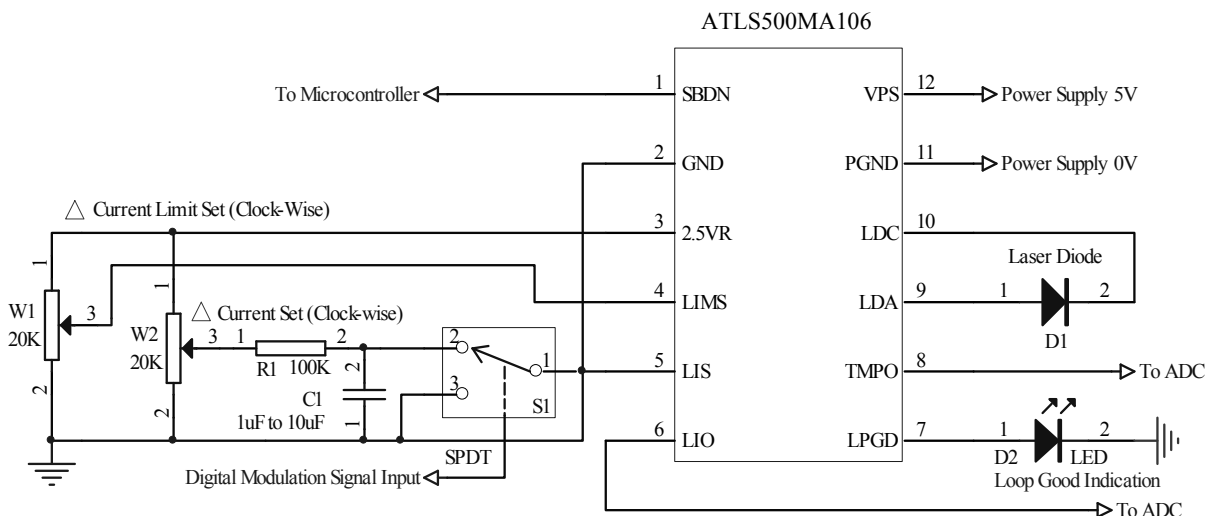 ATLS500MA106
To Microcontroller
1
SBDN
VPS
12
Power Supply 5V
2
GND
PGND
11
Power Supply 0V
△ Current Limit Set (Clock-Wise)
3
2.5VR
LDC
10
Laser Diode
1
W1
20K
3
2
4
LIMS
LDA
9
1
2
D1
△ Current Set (Clock-wise)
1
W2
20K
3
2
1
R1
100K
2
2
C1
1uF to 10uF
1
2
3
1
S1
SPDT
5
LIS
TMPO
8
To ADC
6
LIO
LPGD
7
1
D2
2
LED
Loop Good Indication
Digital Modulation Signal Input
To ADC